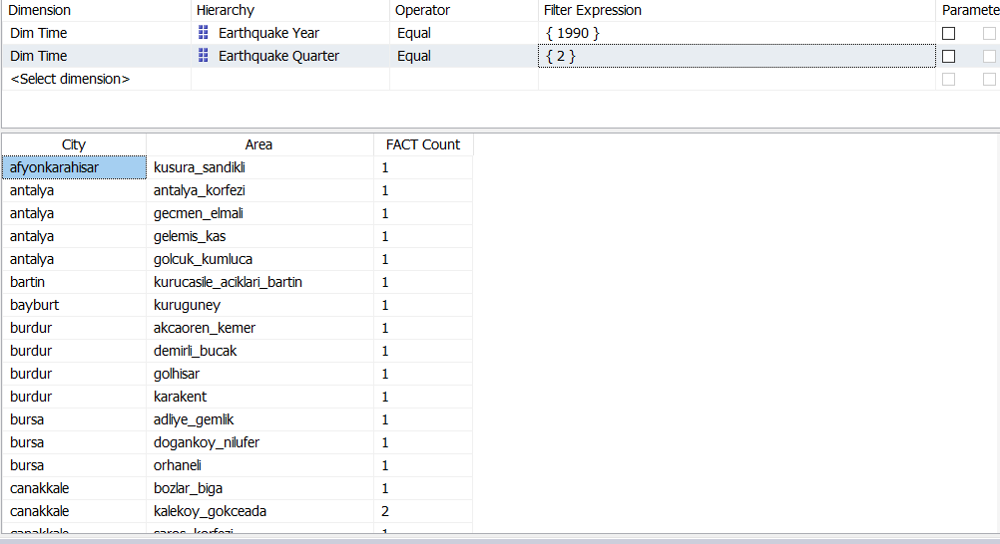 Dimension Hierarchy Operator Filter Expression Paramete
Dim Time Earthquake Year Equal { 1990 }
Dim Time Earthquake Quarter Equal { 2 }
<Select dimension>
City Area FACT Count
afyonkarahisar kusura_sandikli 1
antalya antalya_korfezi 1
antalya gecmen_elmali 1
antalya gelemis_kas 1
antalya golcuk_kumluca 1
bartin kurucasile_aciklari_bartin 1
bayburt kuruguney 1
burdur akcaoren_kemer 1
burdur demirli_bucak 1
burdur golhisar 1
burdur karakent 1
bursa adliye_gemlik 1
bursa dogankoy_nilufer 1
bursa orhaneli 1
canakkale bozlar_biga 1
canakkale kalekoy_gokceada 2
canakkale saros_korfezi 1